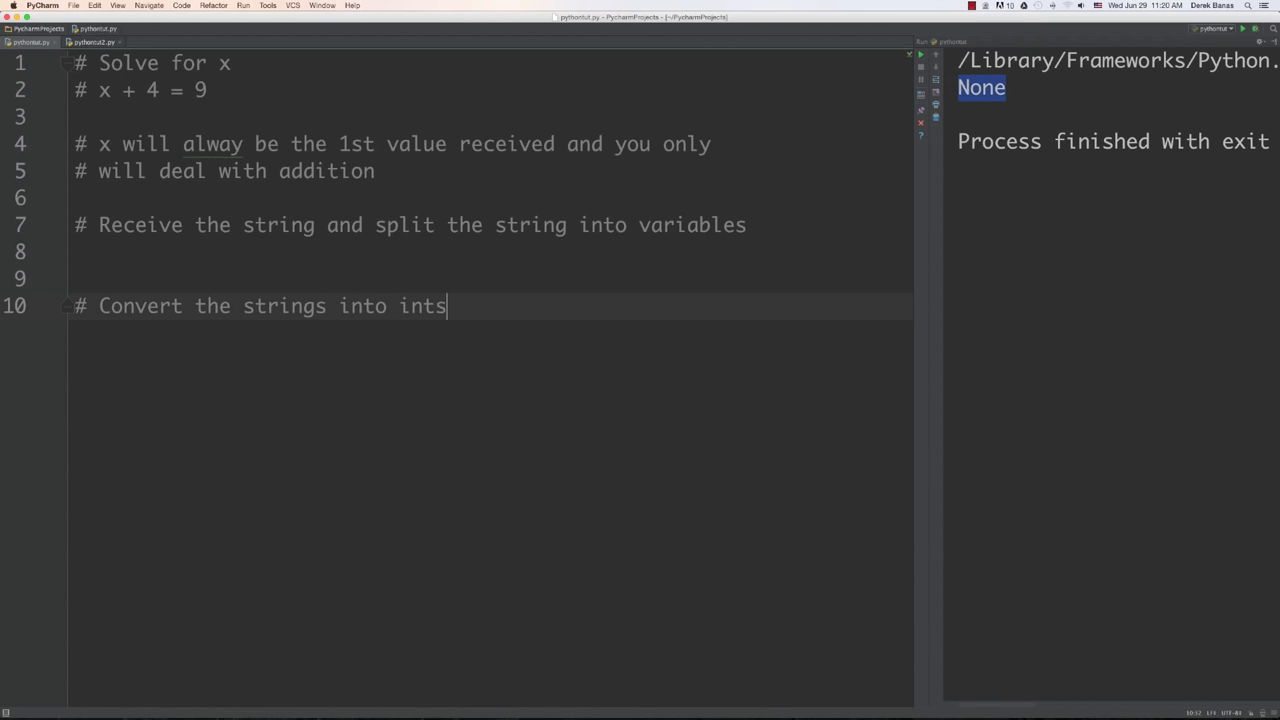 PyCharm File Edit View Navigate Code Refactor Run Tools VCS Window Help
10 Wed Jun 29 11:20 AM Derek Banas
pythontut.py - PycharmProjects - [~/PycharmProjects]
PycharmProjects pythontut.py
pythontut
pythontut.py pythontut2.py
Run pythontut
1 # Solve for x
2 # x + 4 = 9
3
4 # x will alway be the 1st value received and you only
5 # will deal with addition
6
7 # Receive the string and split the string into variables
8
9
10 # Convert the strings into ints
/Library/Frameworks/Python.
None
Process finished with exit
10:32 LF≑ UTF-8≑